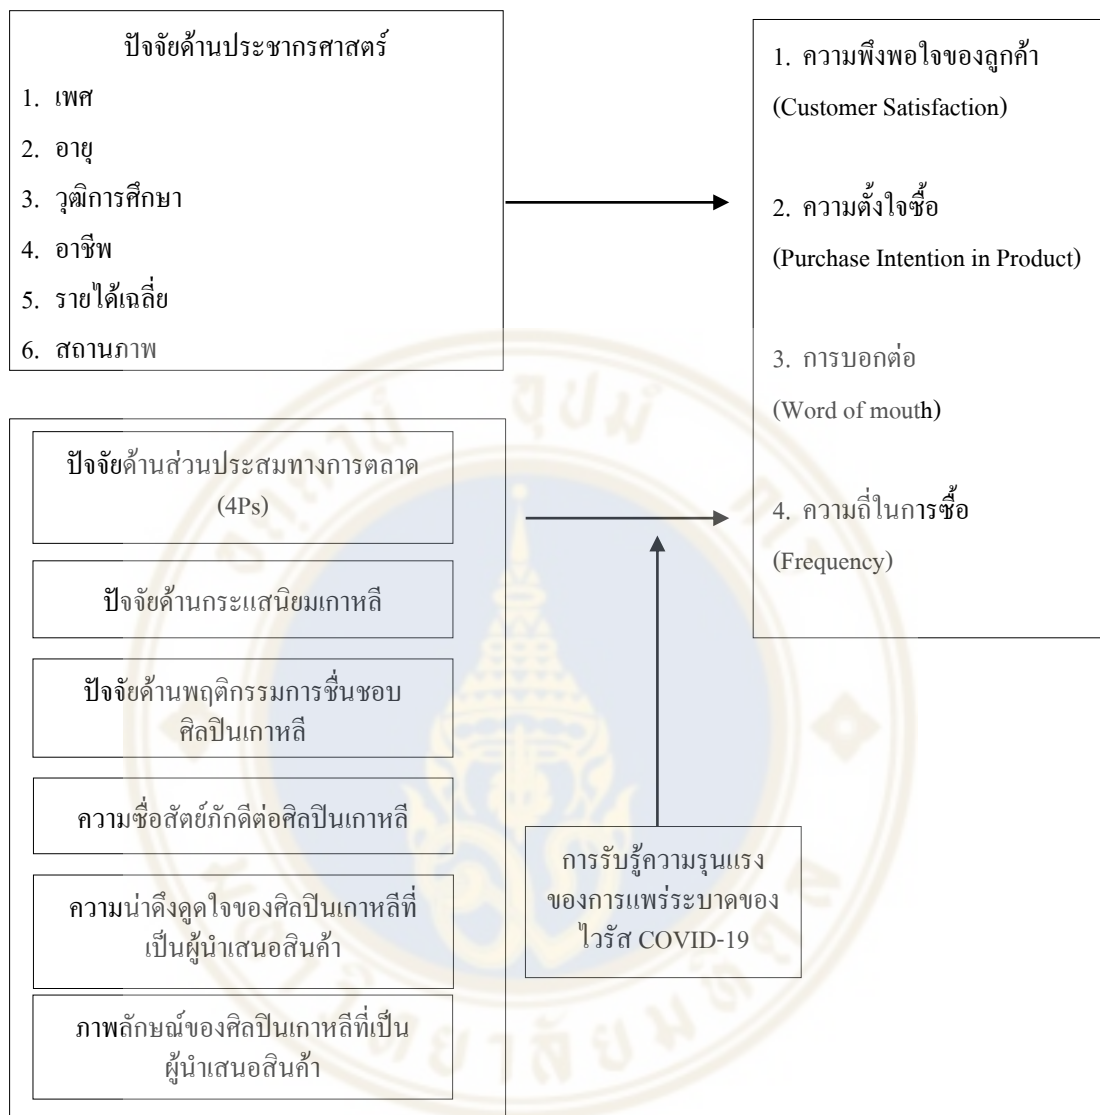 ปัจจัยด้านประชากรศาสตร์
1. เพศ
2. อายุ
3. วุฒิการศึกษา
4. อาชีพ
5. รายได้เฉลี่ย
6. สถานภาพ
ปัจจัยด้านส่วนประสมทางการตลาด
(4Ps)
ปัจจัยด้านกระแสนิยมเกาหลี
ปัจจัยด้านพฤติกรรมการชื่นชอบ
ศิลปินเกาหลี
ความซื่อสัตย์ภักดีต่อศิลปินเกาหลี
ความน่าดึงดูดใจของศิลปินเกาหลีที่
เป็นผู้นำเสนอสินค้า
ภาพลักษณ์ของศิลปินเกาหลีที่เป็น
ผู้นำเสนอสินค้า
การรับรู้ความรุนแรง
ของการแพร่ระบาดของ
ไวรัส COVID-19
1. ความพึงพอใจของลูกค้า
(Customer Satisfaction)
2. ความตั้งใจซื้อ
(Purchase Intention in Product)
3. การบอกต่อ
(Word of mouth)
4. ความถี่ในการซื้อ
(Frequency)